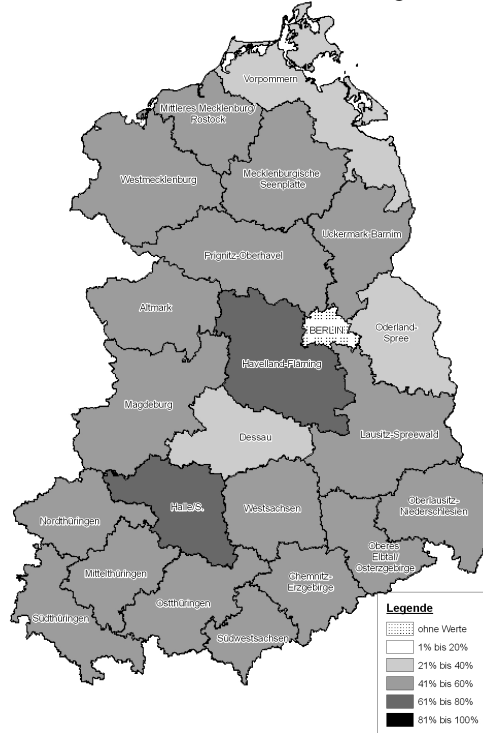 Vorpommern
Mittleres Mecklenburg/
Rostock
Westmecklenburg
Mecklenburgische
Seenplatte
Uckermark-Barnim
Prignitz-Oberhavel
Altmark
BERLIN
Oderland-
Spree
Havelland-Fläming
Magdeburg
Dessau
Lausitz-Spreewald
Halle/S.
Westsachsen
Oberlausitz-
Niederschlesien
Nordthüringen
Oberes
Elbtal/
Osterzgebirge
Mittelthüringen
Chemnitz-
Erzgebirge
Ostthüringen
Südthüringen
Südwestsachsen
Legende
ohne Werte
1% bis 20%
21% bis 40%
41% bis 60%
61% bis 80%
81% bis 100%